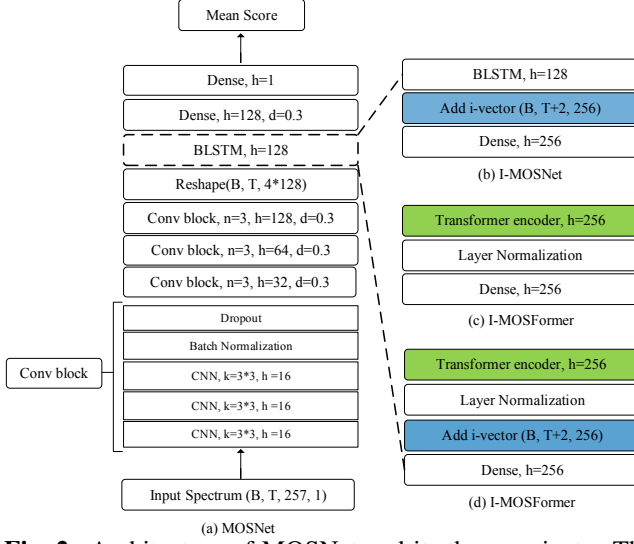 Mean Score
Dense, h=1
Dense, h=128, d=0.3
BLSTM, h=128
Reshape(B, T, 4*128)
Conv block, n=3, h=128, d=0.3
Conv block, n=3, h=64, d=0.3
Conv block, n=3, h=32, d=0.3
Dropout
Batch Normalization
CNN, k=3*3, h =16
CNN, k=3*3, h =16
CNN, k=3*3, h =16
Conv block
Input Spectrum (B, T, 257, 1)
(a) MOSNet
BLSTM, h=128
Add i-vector (B, T+2, 256)
Dense, h=256
(b) I-MOSNet
Transformer encoder, h=256
Layer Normalization
Dense, h=256
(c) I-MOSFormer
Transformer encoder, h=256
Layer Normalization
Add i-vector (B, T+2, 256)
Dense, h=256
(d) I-MOSFormer